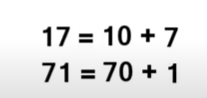 17 = 10 + 7
71 = 70 + 1